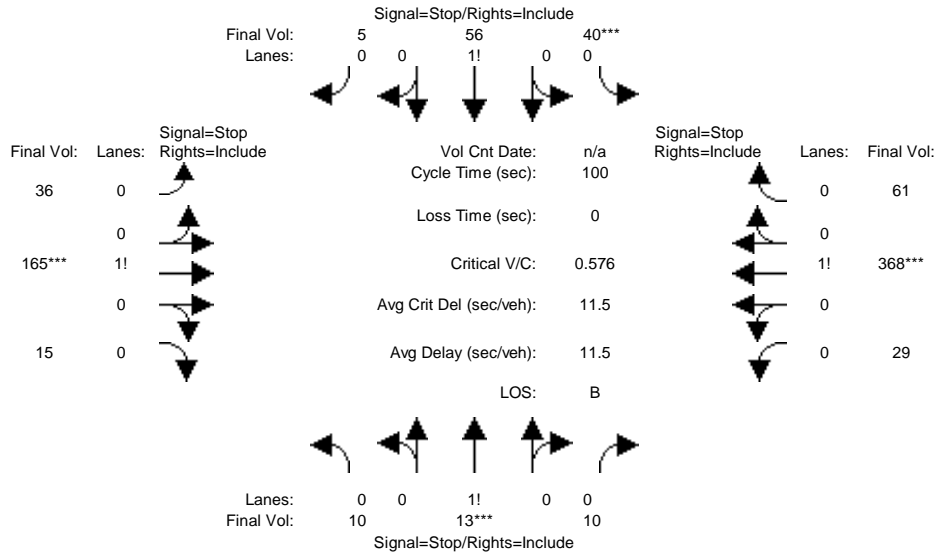 Signal=Stop/Rights=Include
Final Vol: 5 56 40***
Lanes: 0 0 1! 0 0
Signal=Stop Signal=Stop
Final Vol: Lanes: Rights=Include Vol Cnt Date: n/a Rights=Include Lanes: Final Vol:
Cycle Time (sec): 100
36 0 0 61
Loss Time (sec): 0
0 0
165*** 1! Critical V/C: 0.576 1! 368***
0 Avg Crit Del (sec/veh): 11.5 0
15 0 Avg Delay (sec/veh): 11.5 0 29
LOS: B
Lanes: 0 0 1! 0 0
Final Vol: 10 13*** 10
Signal=Stop/Rights=Include